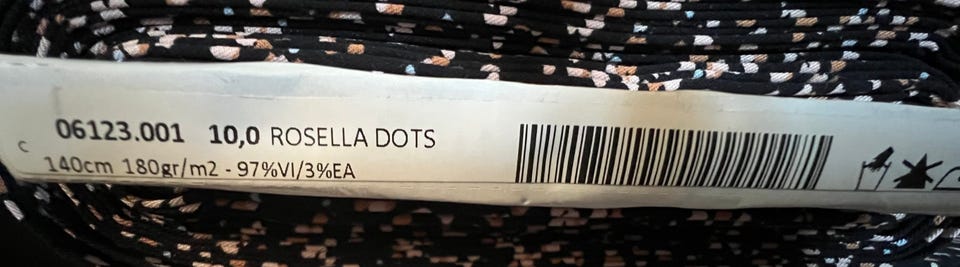 06123.001 10,0 ROSELLA DOTS
C
140cm 180gr/m2 - 97%VI/3%EA